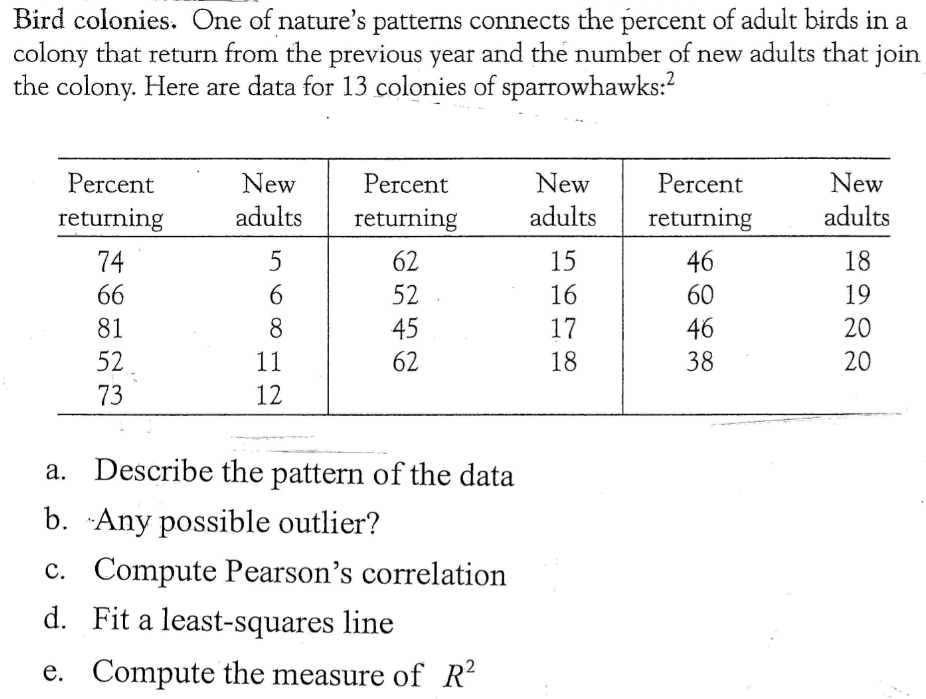 Bird colonies. One of nature's patterns connects the percent of adult birds in a
colony that return from the previous year and the number of new adults that join
the colony. Here are data for 13 colonies of sparrowhawks:²
Percent New Percent New Percent New
returning adults returning adults returning adults
74 5 62 15 46 18
66 6 52 16 60 19
81 8 45 17 46 20
52 11 62 18 38 20
73 12
a. Describe the pattern of the data
b. Any possible outlier?
c. Compute Pearson's correlation
d. Fit a least-squares line
e. Compute the measure of R²